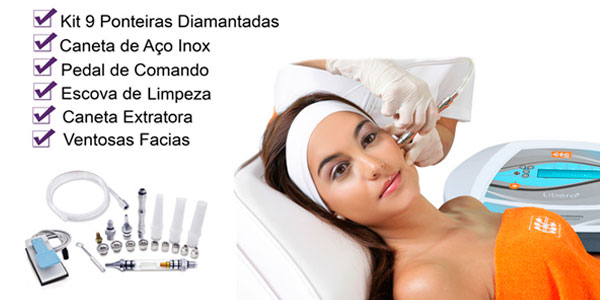 Kit 9 Ponteiras Diamantadas
Caneta de Aço Inox
Pedal de Comando
Escova de Limpeza
Caneta Extratora
Ventosas Facias